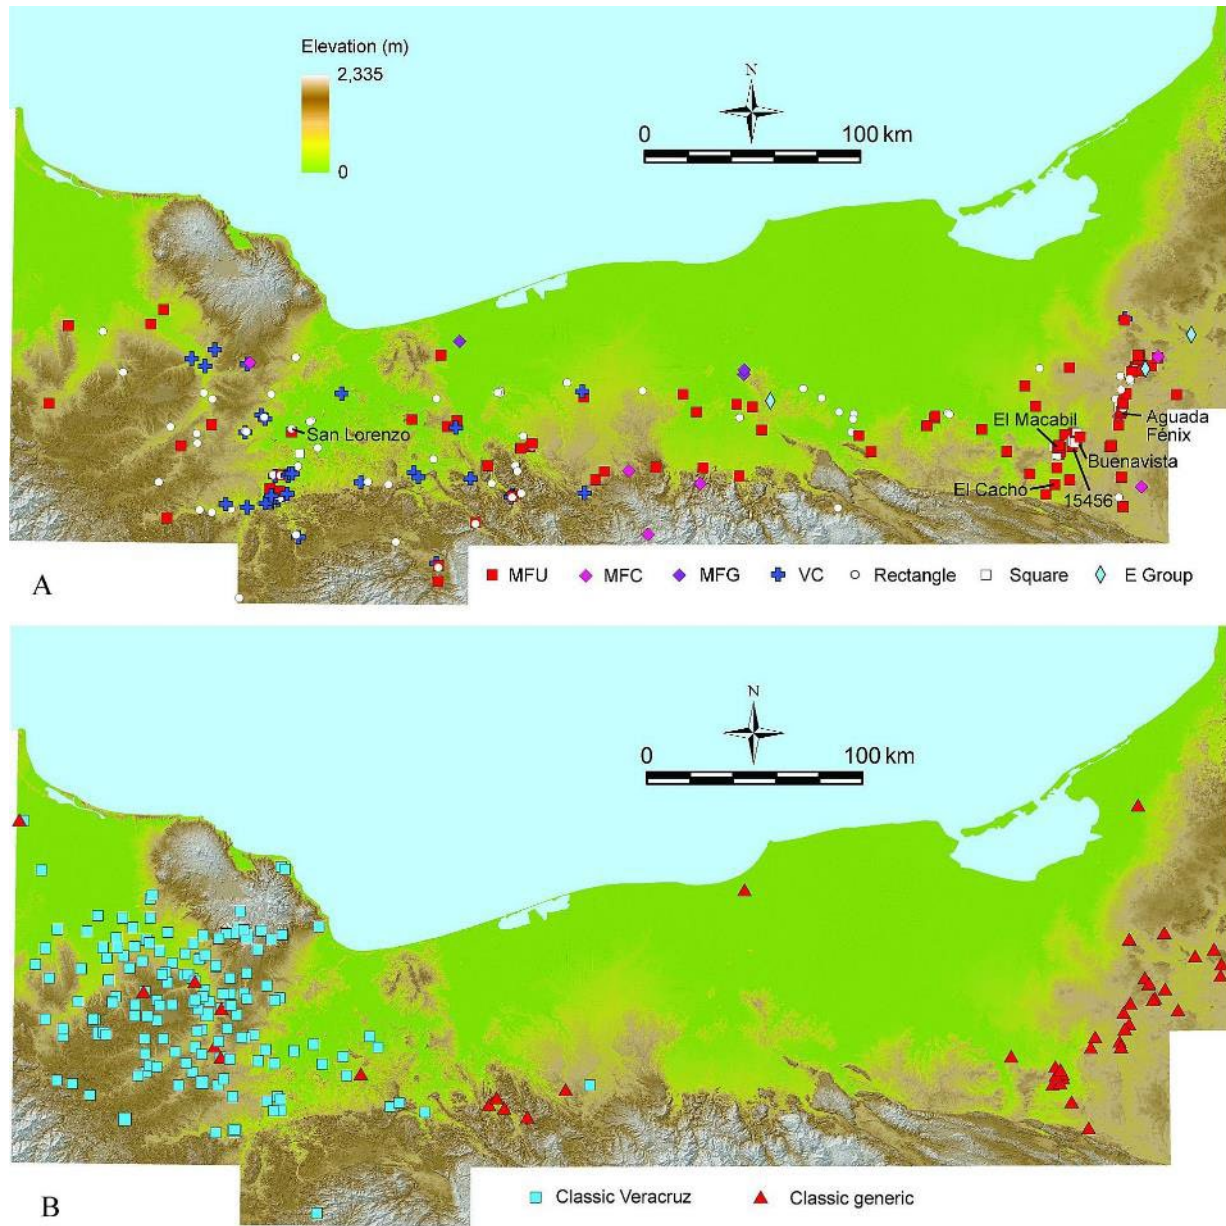 Elevation (m)
2,335
0
N
0 100 km
El Macabil
Aguada
Fénix
San Lorenzo
Buenavista
El Cacho
15456
A
MFU MFC MFG VC Rectangle Square E Group
N
0 100 km
B
Classic Veracruz Classic generic